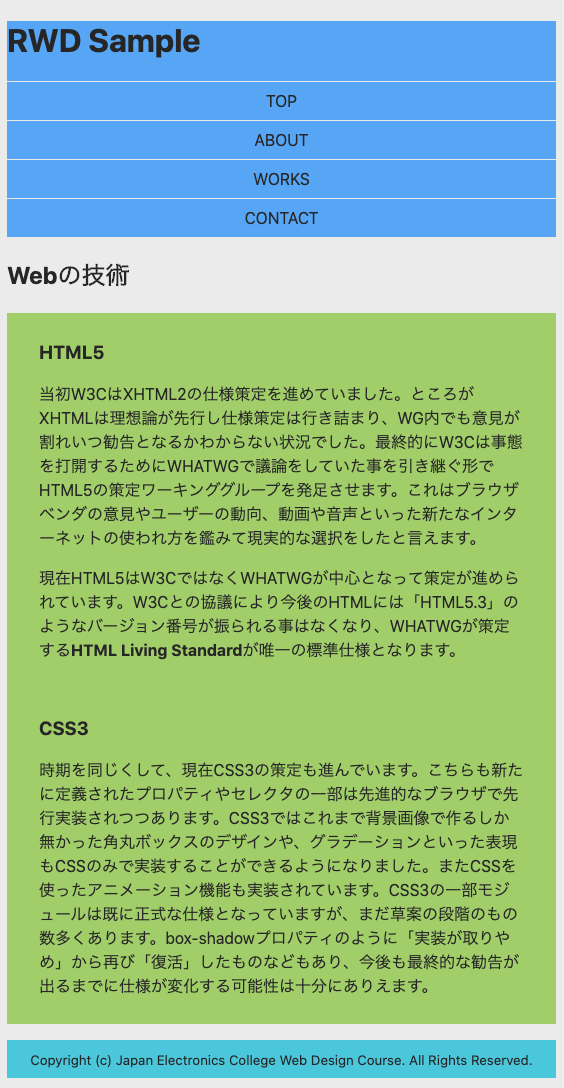 RWD Sample
TOP
ABOUT
WORKS
CONTACT
Webの技術
HTML5
当初W3CはXHTML2の仕様策定を進めていました。ところが
XHTMLは理想論が先行し仕様策定は行き詰まり、WG内でも意見が
割れいつ勧告となるかわからない状況でした。最終的にW3Cは事態
を打開するためにWHATWGで議論をしていた事を引き継ぐ形で
HTML5の策定ワーキンググループを発足させます。これはブラウザ
ベンダの意見やユーザーの動向、動画や音声といった新たなインタ
ーネットの使われ方を鑑みて現実的な選択をしたと言えます。
現在HTML5はW3CではなくWHATWGが中心となって策定が進めら
れています。W3Cとの協議により今後のHTMLには「HTML5.3」の
ようなバージョン番号が振られる事はなくなり、WHATWGが策定
するHTML Living Standardが唯一の標準仕様となります。
CSS3
時期を同じくして、現在CSS3の策定も進んでいます。こちらも新た
に定義されたプロパティやセレクタの一部は先進的なブラウザで先
行実装されつつあります。CSS3ではこれまで背景画像で作るしか
無かった角丸ボックスのデザインや、グラデーションといった表現
もCSSのみで実装することができるようになりました。またCSSを
使ったアニメーション機能も実装されています。CSS3の一部モジ
ュールは既に正式な仕様となっていますが、まだ草案の段階のもの
数多くあります。box-shadowプロパティのように「実装が取りや
め」から再び「復活」したものなどもあり、今後も最終的な勧告が
出るまでに仕様が変化する可能性は十分にありえます。
Copyright (c) Japan Electronics College Web Design Course. All Rights Reserved.